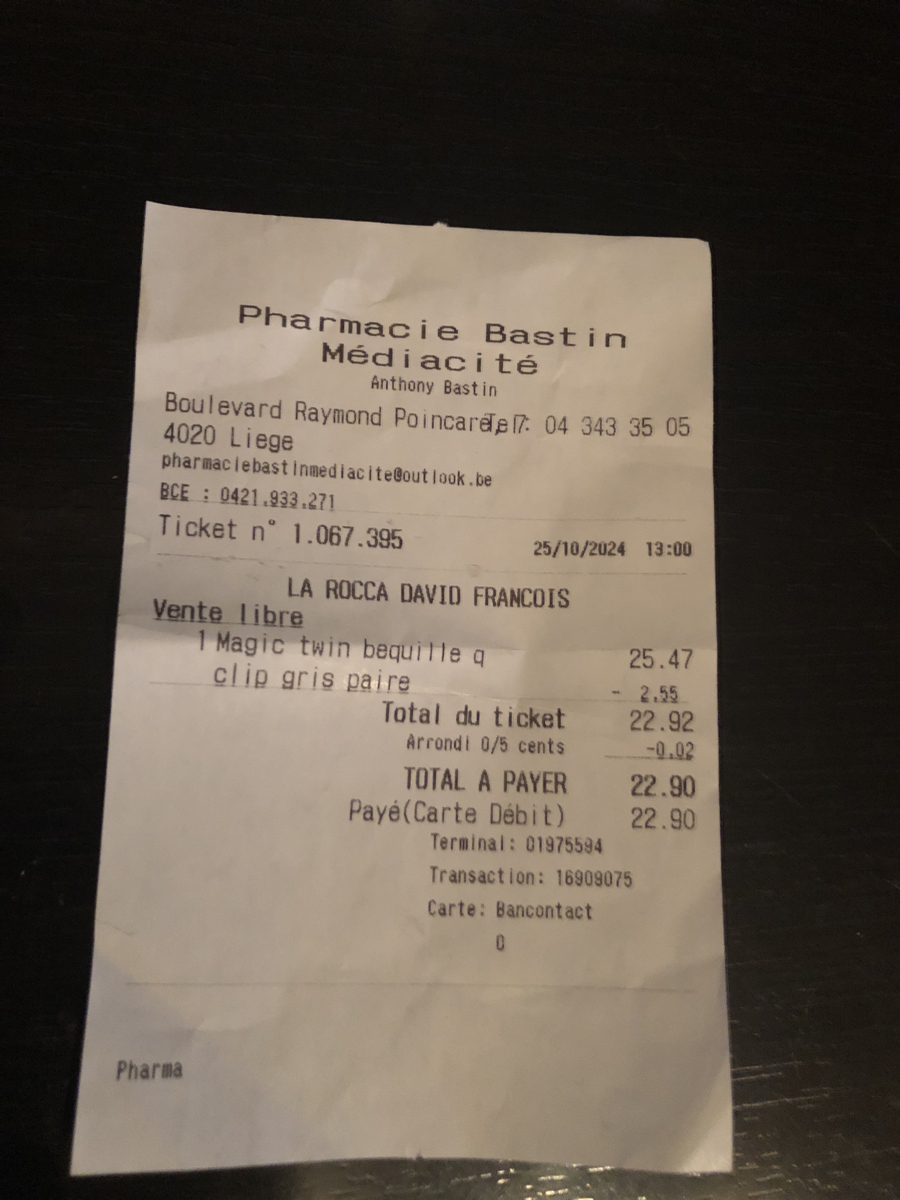 Pharmacie Bastin
Médiacité
Anthony Bastin
Boulevard Raymond Poincaré, 7 Tel: 04 343 35 05
4020 Liege
pharmaciebastinmediacite@outlook.be
BCE : 0421.933.271
Ticket n° 1.067.395 25/10/2024 13:00
LA ROCCA DAVID FRANCOIS
Vente libre
1 Magic twin bequille q 25.47
clip gris paire - 2.55
Total du ticket 22.92
Arrondi 0/5 cents -0.02
TOTAL A PAYER 22.90
Payé(Carte Débit) 22.90
Terminal: 01975594
Transaction: 16909075
Carte: Bancontact
0
Pharma